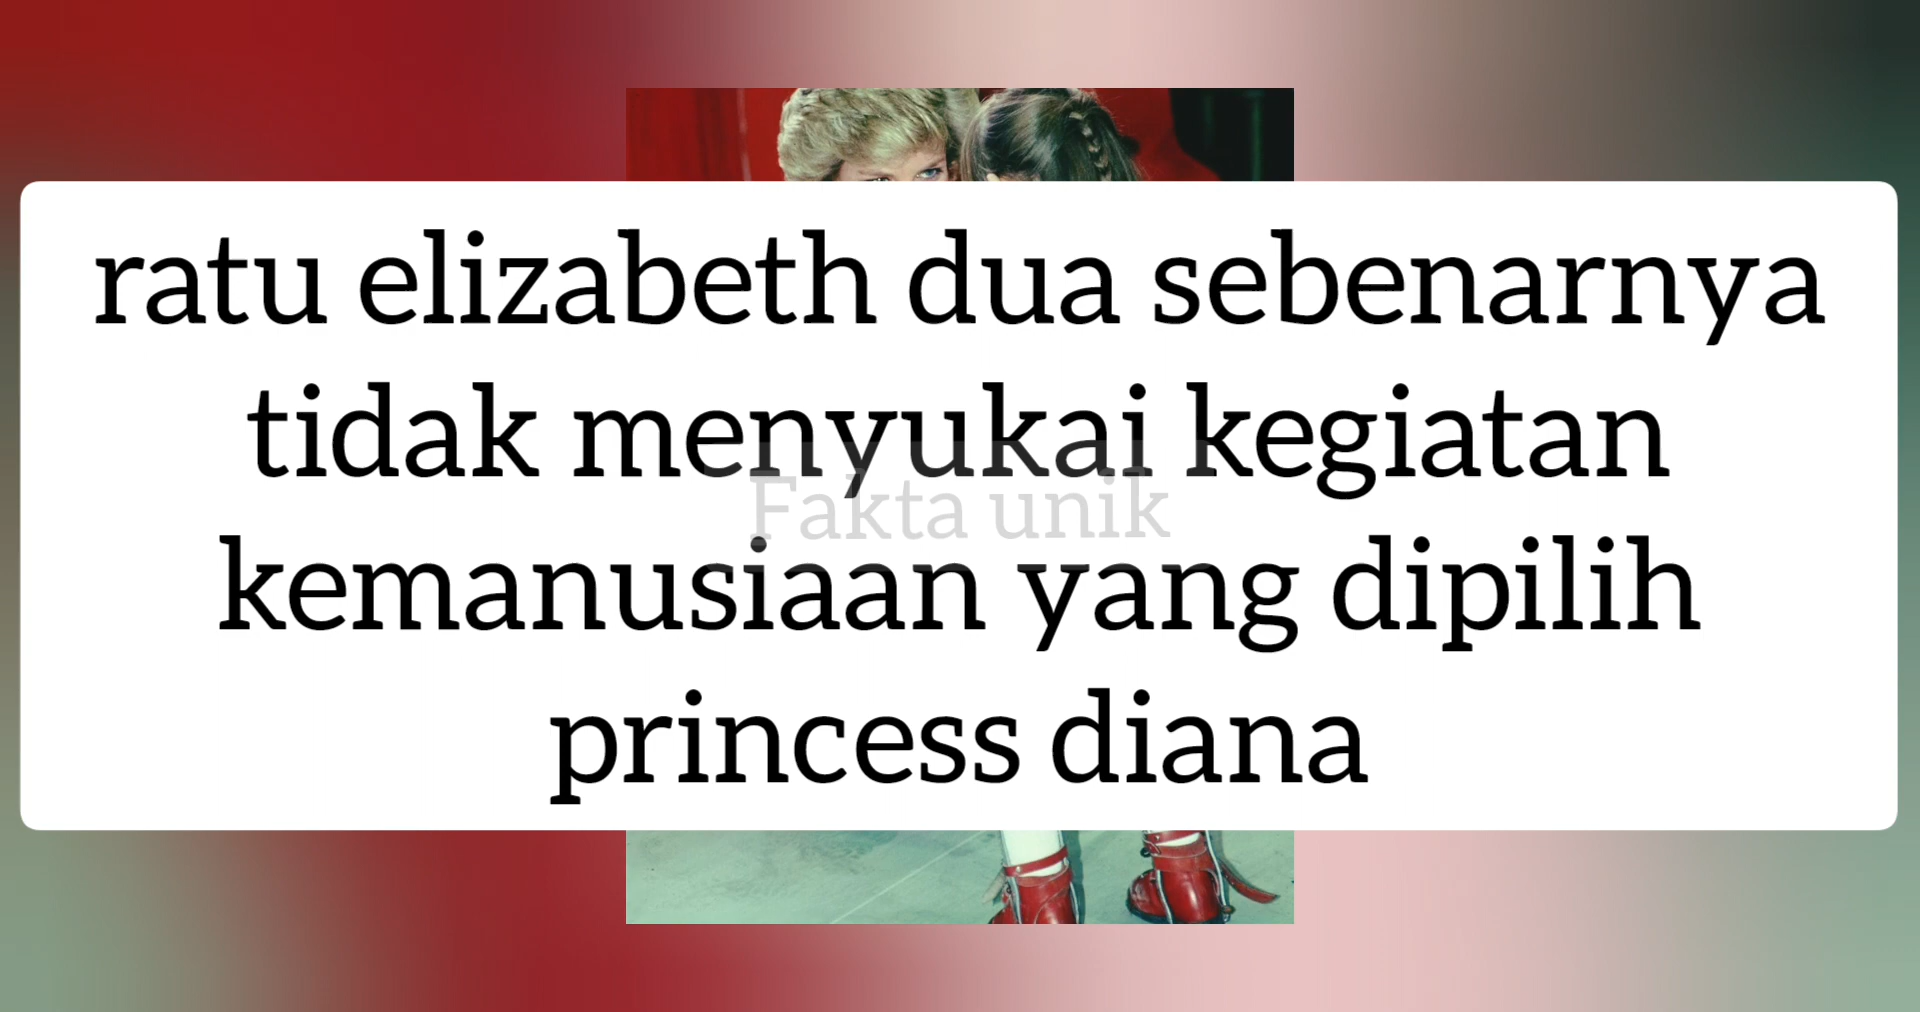 ratu elizabeth dua sebenarnya
tidak menyukai kegiatan
Fakta unik
kemanusiaan yang dipilih
princess diana